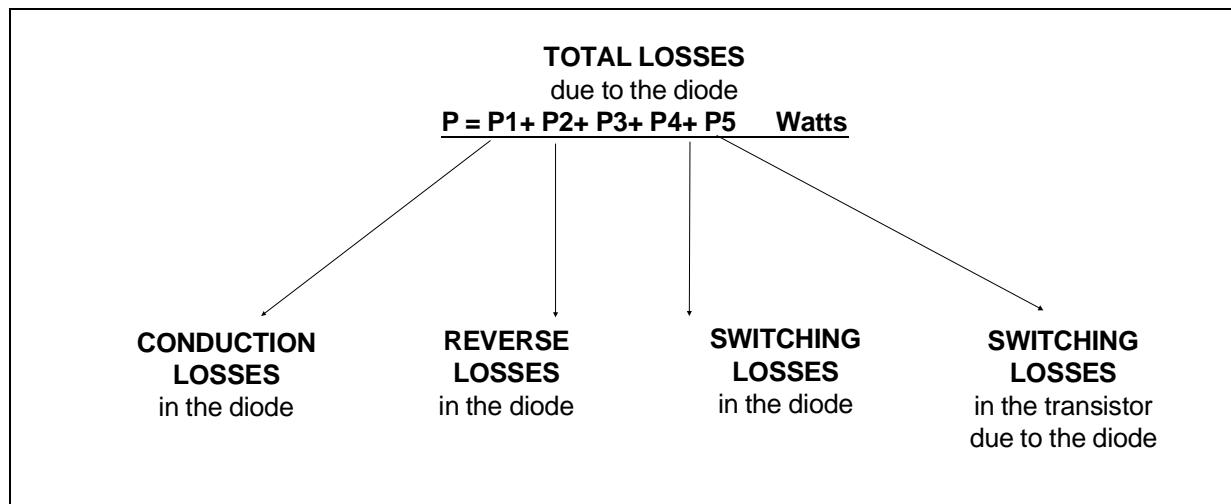 TOTAL LOSSES
due to the diode
P = P1+ P2+ P3+ P4+ P5 Watts
CONDUCTION
LOSSES
in the diode
REVERSE
LOSSES
in the diode
SWITCHING
LOSSES
in the diode
SWITCHING
LOSSES
in the transistor
due to the diode